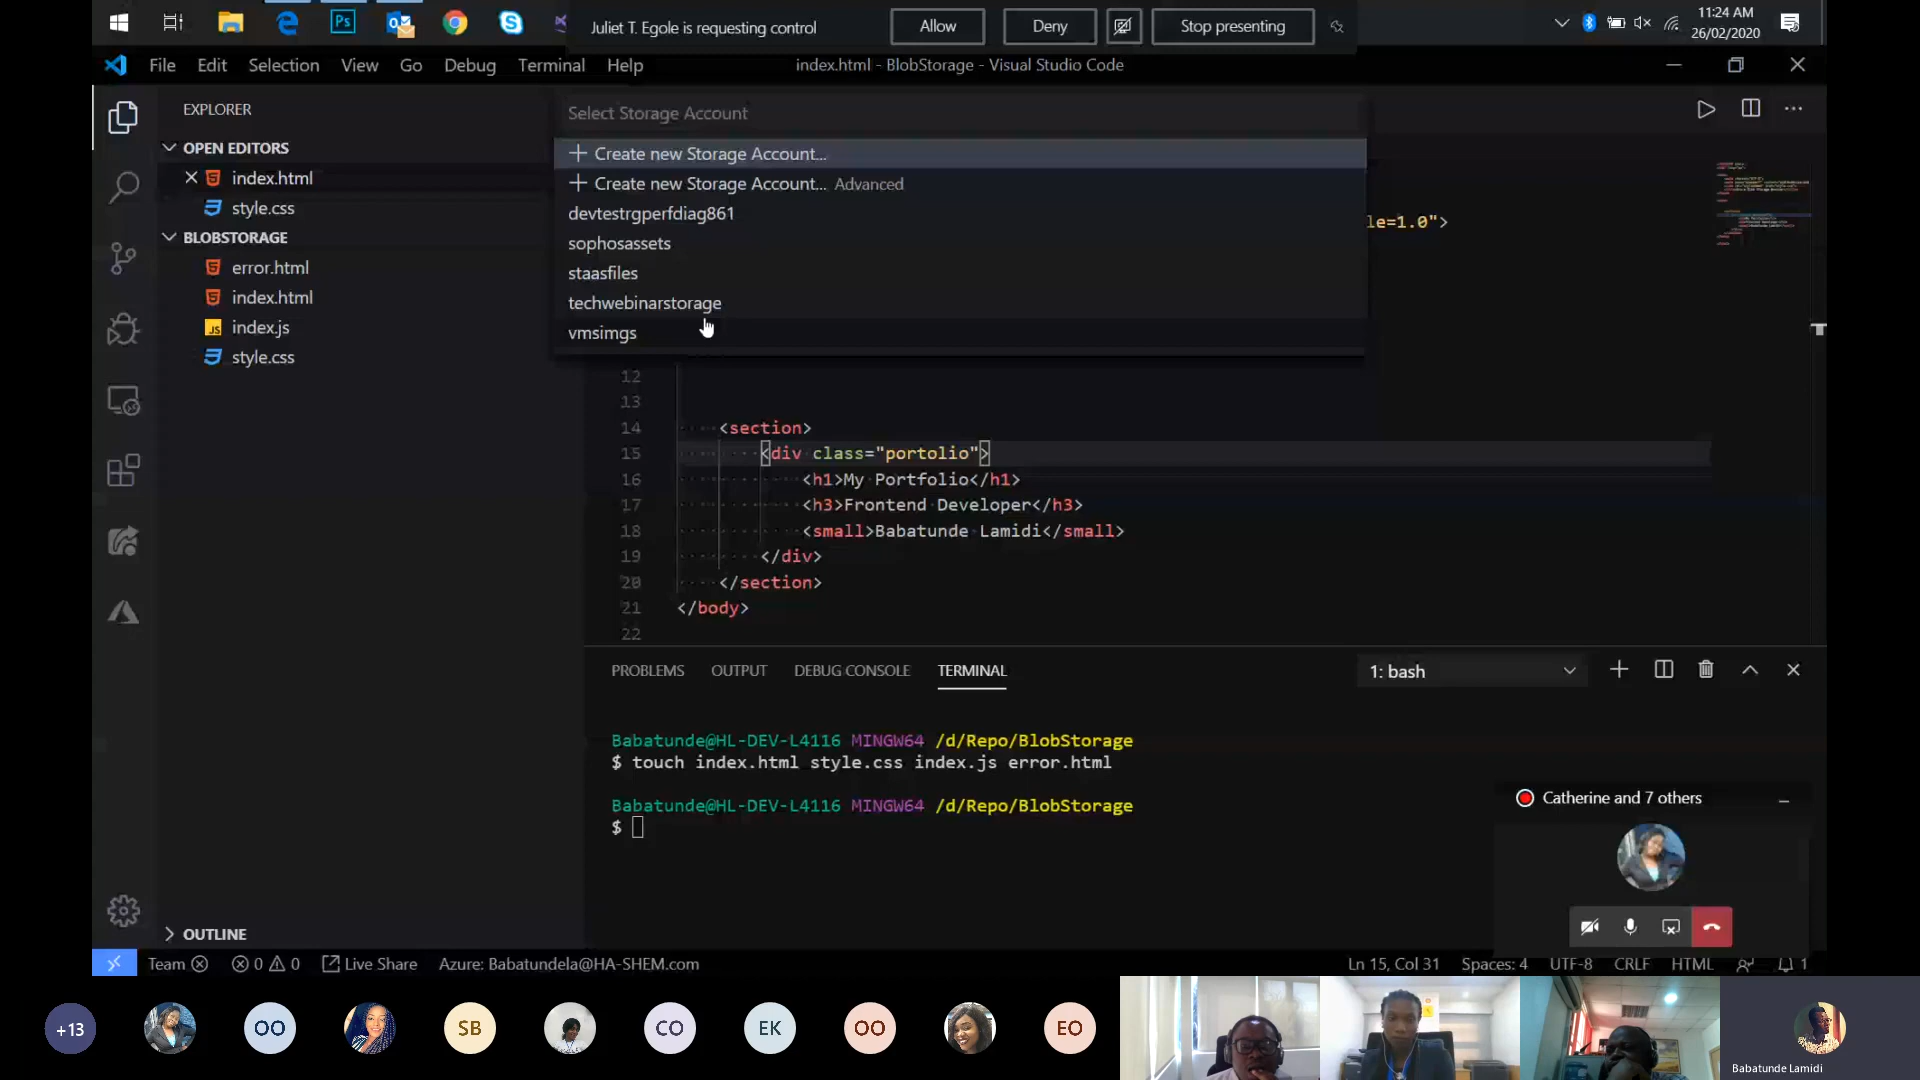 Juliet T. Egole is requesting control
Allow
Deny
Stop presenting
11:24 AM
26/02/2020
Ps
File Edit Selection View Go Debug Terminal Help
index.html - BlobStorage - Visual Studio Code
EXPLORER
OPEN EDITORS
index.html
style.css
BLOBSTORAGE
error.html
index.html
JS index.js
style.css
OUTLINE
Select Storage Account
Create new Storage Account...
Create new Storage Account... Advanced
devtestrgperfdiag861
sophosassets
staasfiles
techwebinarstorage
vmsimgs
le=1.0">
12
13
14 <section>
15 <div class="portolio">
16 <h1>My Portfolio</h1>
17 <h3>Frontend Developer</h3>
18 <small>Babatunde Lamidi</small>
19 </div>
20 </section>
21 </body>
22
PROBLEMS OUTPUT DEBUG CONSOLE TERMINAL
1: bash
Babatunde@HL-DEV-L4116 MINGW64 /d/Repo/BlobStorage
$ touch index.html style.css index.js error.html
Babatunde@HL-DEV-L4116 MINGW64 /d/Repo/BlobStorage
$
Catherine and 7 others
Team 0 0 Live Share Azure: Babatundela@HA-SHEM.com
Ln 15, Col 31 Spaces: 4 UTF-8 CRLF HTML 1
+13 OO SB CO EK OO EO
Babatunde Lamidi